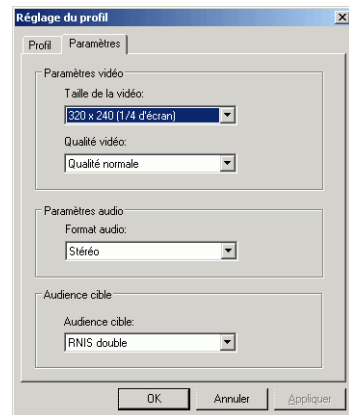 Réglage du profil
Profil Paramètres
Paramètres vidéo
Taille de la vidéo:
320 x 240 (1/4 d'écran)
Qualité vidéo:
Qualité normale
Paramètres audio
Format audio:
Stéréo
Audience cible
Audience cible:
RNIS double
OK Annuler Appliquer